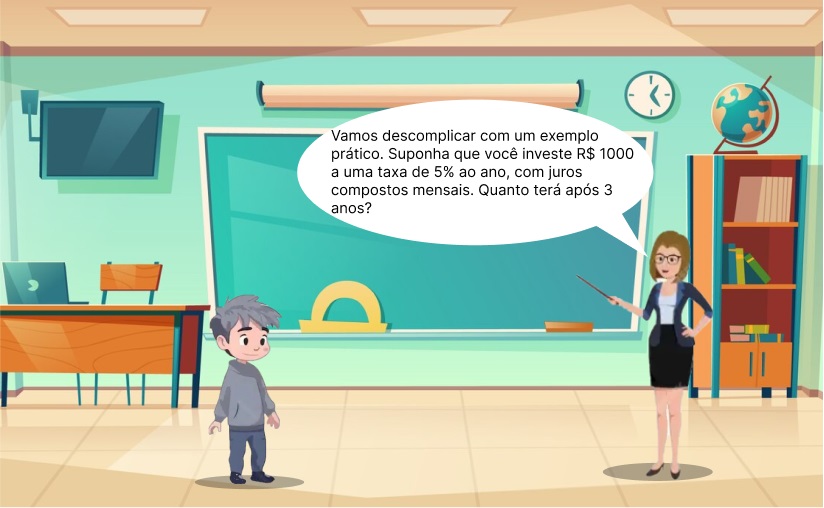 Vamos descomplicar com um exemplo
prático. Suponha que você investe R$ 1000
a uma taxa de 5% ao ano, com juros
compostos mensais. Quanto terá após 3
anos?